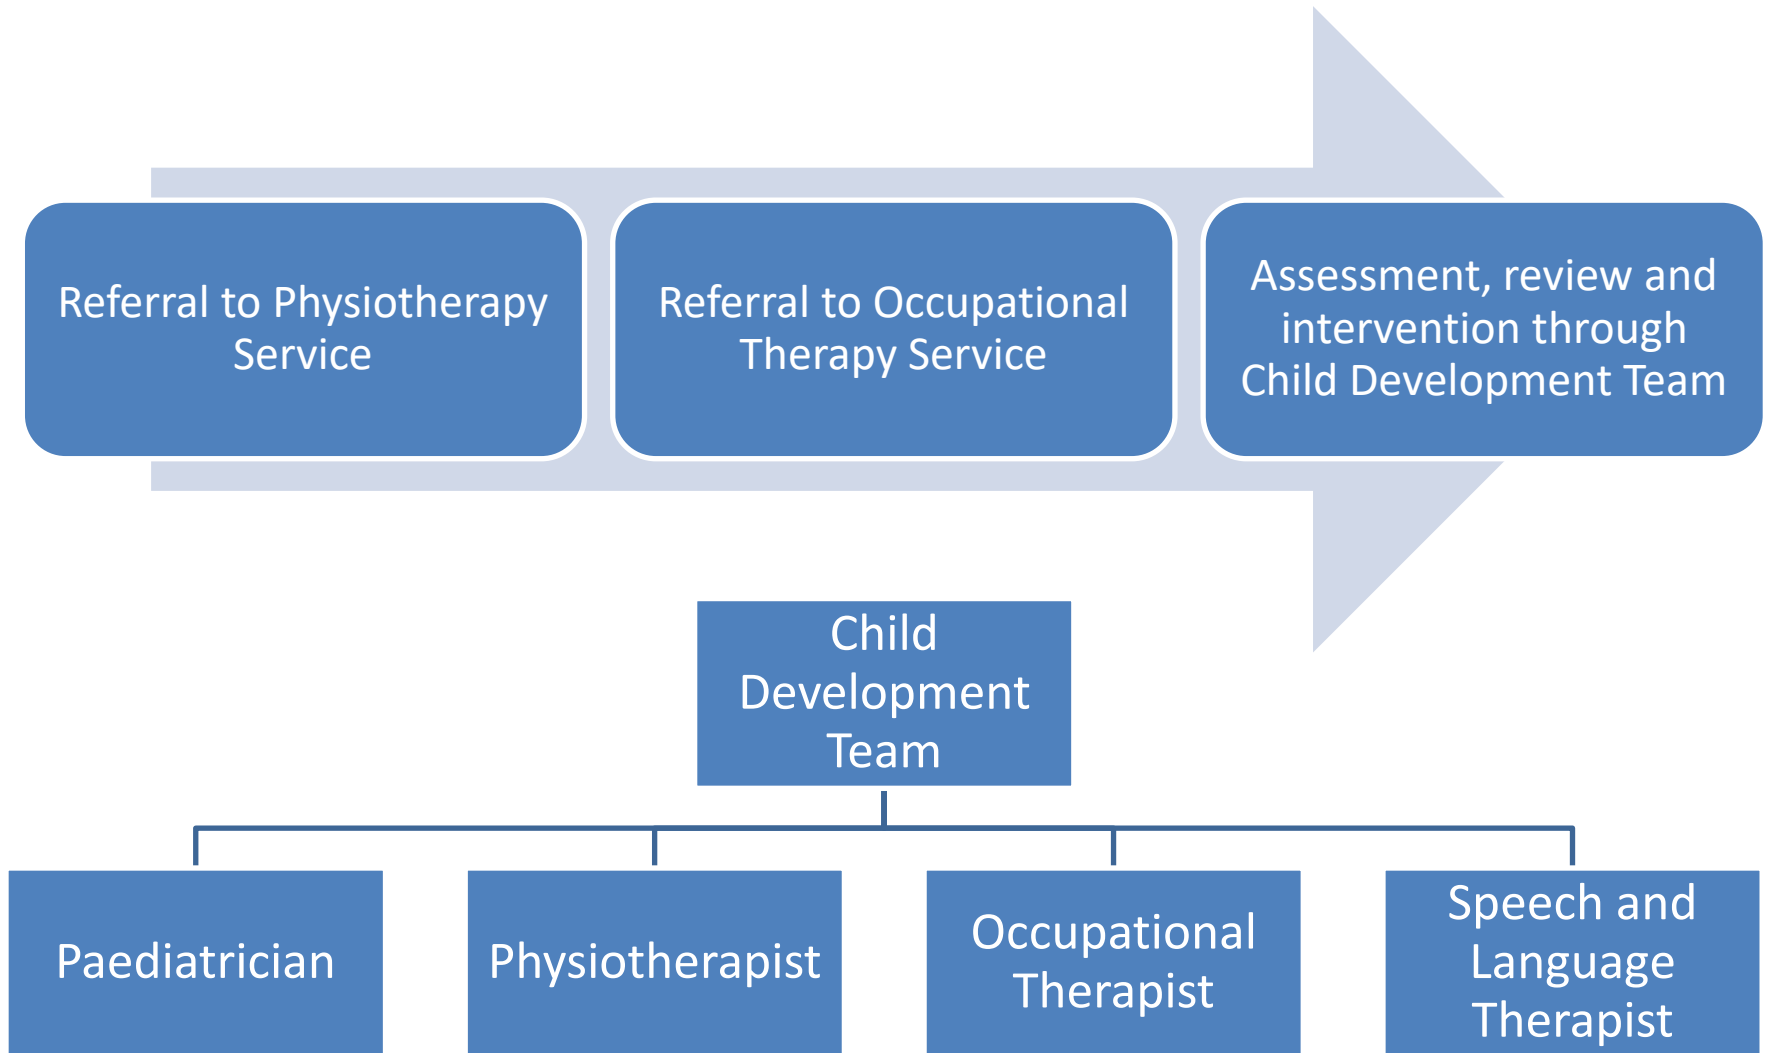 Referral to Physiotherapy
Service
Referral to Occupational
Therapy Service
Assessment, review and
intervention through
Child Development Team
Child
Development
Team
Paediatrician
Physiotherapist
Occupational
Therapist
Speech and
Language
Therapist